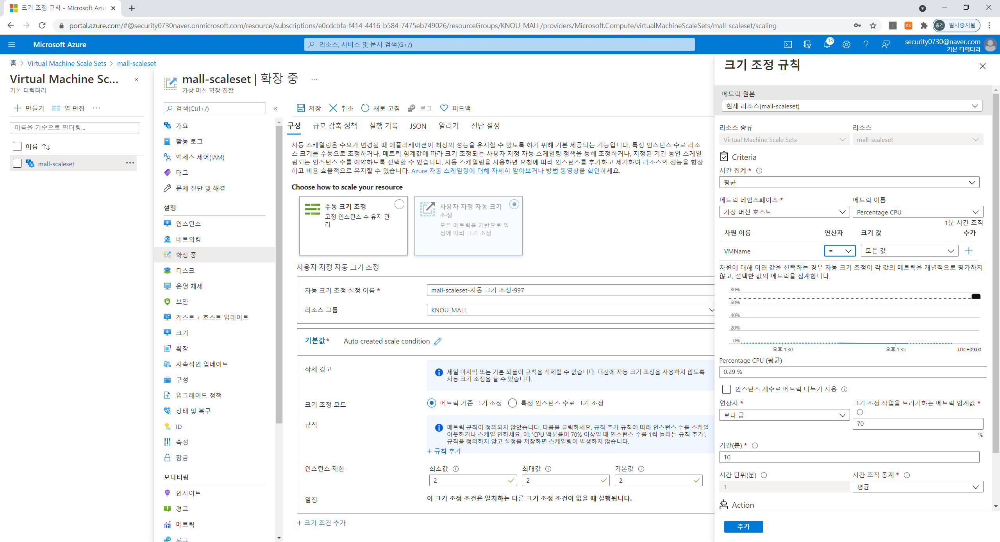 크기 조정 규칙 - Microsoft Azur
portal.azure.com/#@security0730naver.onmicrosoft.com/resource/subscriptions/e0cdcbfa-f414-4416-b584-7475eb749026/resourceGroups/KNOU_MALL/providers/Microsoft.Compute/virtualMachineScaleSets/mall-scaleset/scaling
EX
충건 일시중지됨
Microsoft Azure
리소스, 서비스 및 문서 검색(G+/)
13
security0730@naver.com
기본 디렉터리
홈 > Virtual Machine Scale Sets > mall-scaleset
Virtual Machine Sc... «
기본 디렉터리
만들기 열 편집 ...
이름을 기준으로 필터링...
이름 ↑↓
mall-scaleset ...
mall-scaleset | 확장 중 ...
가상 머신 확장 집합
검색(Ctrl+/) «
개요
활동 로그
액세스 제어(IAM)
태그
문제 진단 및 해결
설정
인스턴스
네트워킹
확장 중
디스크
운영 체제
보안
게스트 + 호스트 업데이트
크기
확장
지속적인 업데이트
구성
업그레이드 정책
상태 및 복구
ID
속성
잠금
모니터링
인사이트
경고
메트릭
로그
저장 취소 새로 고침 로그 피드백
구성 규모 감축 정책 실행 기록 JSON 알리기 진단 설정
자동 스케일링은 수요가 변경될 때 애플리케이션이 최상의 성능을 유지할 수 있도록 하기 위해 기본 제공되는 기능입니다. 특정 인스턴스 수로 리소
스 크기를 수동으로 조정하거나, 메트릭 임계값에 따라 크기 조정되는 사용자 지정 자동 스케일링 정책을 통해 조정하거나, 지정된 기간 동안 스케일
링되는 인스턴스 수를 예약하도록 선택할 수 있습니다. 자동 스케일링을 사용하면 요청에 따라 인스턴스를 추가하고 제거하여 리소스의 성능을 향상
하고 비용 효율적으로 유지할 수 있습니다. Azure 자동 스케일링에 대해 자세히 알아보거나 방법 동영상을 확인하세요.
Choose how to scale your resource
수동 크기 조정
고정 인스턴스 수 유지 관
리
사용자 지정 자동 크기
조정
모든 메트릭을 기반으로 일
정에 따라 크기 조정
사용자 지정 자동 크기 조정
자동 크기 조정 설정 이름 * mall-scaleset-자동 크기 조정-997
리소스 그룹 KNOU_MALL
기본값* Auto created scale condition
삭제 경고
제일 마지막 또는 기본 되풀이 규칙을 삭제할 수 없습니다. 대신에 자동 크기 조정을 사용하지 않도록
자동 크기 조정을 끌 수 있습니다.
크기 조정 모드 메트릭 기준 크기 조정 특정 인스턴스 수로 크기 조정
규칙
메트릭 규칙이 정의되지 않았습니다. 다음을 클릭하세요. 규칙 추가 규칙에 따라 인스턴스 수를 스케일
아웃하거나 스케일 인하세요. 예: 'CPU 백분율이 70% 이상일 때 인스턴스 수를 1씩 늘리는 규칙 추가'.
규칙을 정의하지 않고 설정을 저장하면 스케일링이 발생하지 않습니다.
+ 규칙 추가
인스턴스 제한 최소값 최대값 기본값
2 2 2
일정 이 크기 조정 조건은 일치하는 다른 크기 조정 조건이 없을 때 실행됩니다.
+ 크기 조건 추가
크기 조정 규칙
메트릭 원본
현재 리소스(mall-scaleset)
리소스 종류 리소스
Virtual Machine Scale Sets mall-scaleset
Criteria
시간 집계 *
평균
메트릭 네임스페이스 * 메트릭 이름
가상 머신 호스트 Percentage CPU
1분 시간 조직
차원 이름 연산자 크기 값 추가
VMName = 모든 값 +
차원에 대해 여러 값을 선택하는 경우 자동 크기 조정이 각 값의 메트릭을 개별적으로 평가하지
않고, 선택한 값의 메트릭을 집계합니다.
80%
60%
40%
20%
0%
오후 1:30 오후 1:35 UTC+09:00
Percentage CPU (평균)
0.29 %
인스턴스 개수로 메트릭 나누기 사용
연산자 * 크기 조정 작업을 트리거하는 메트릭 임계값 *
보다 큼
70
%
기간(분) *
10
시간 단위(분) 시간 조직 통계 *
1 평균
Action
추가